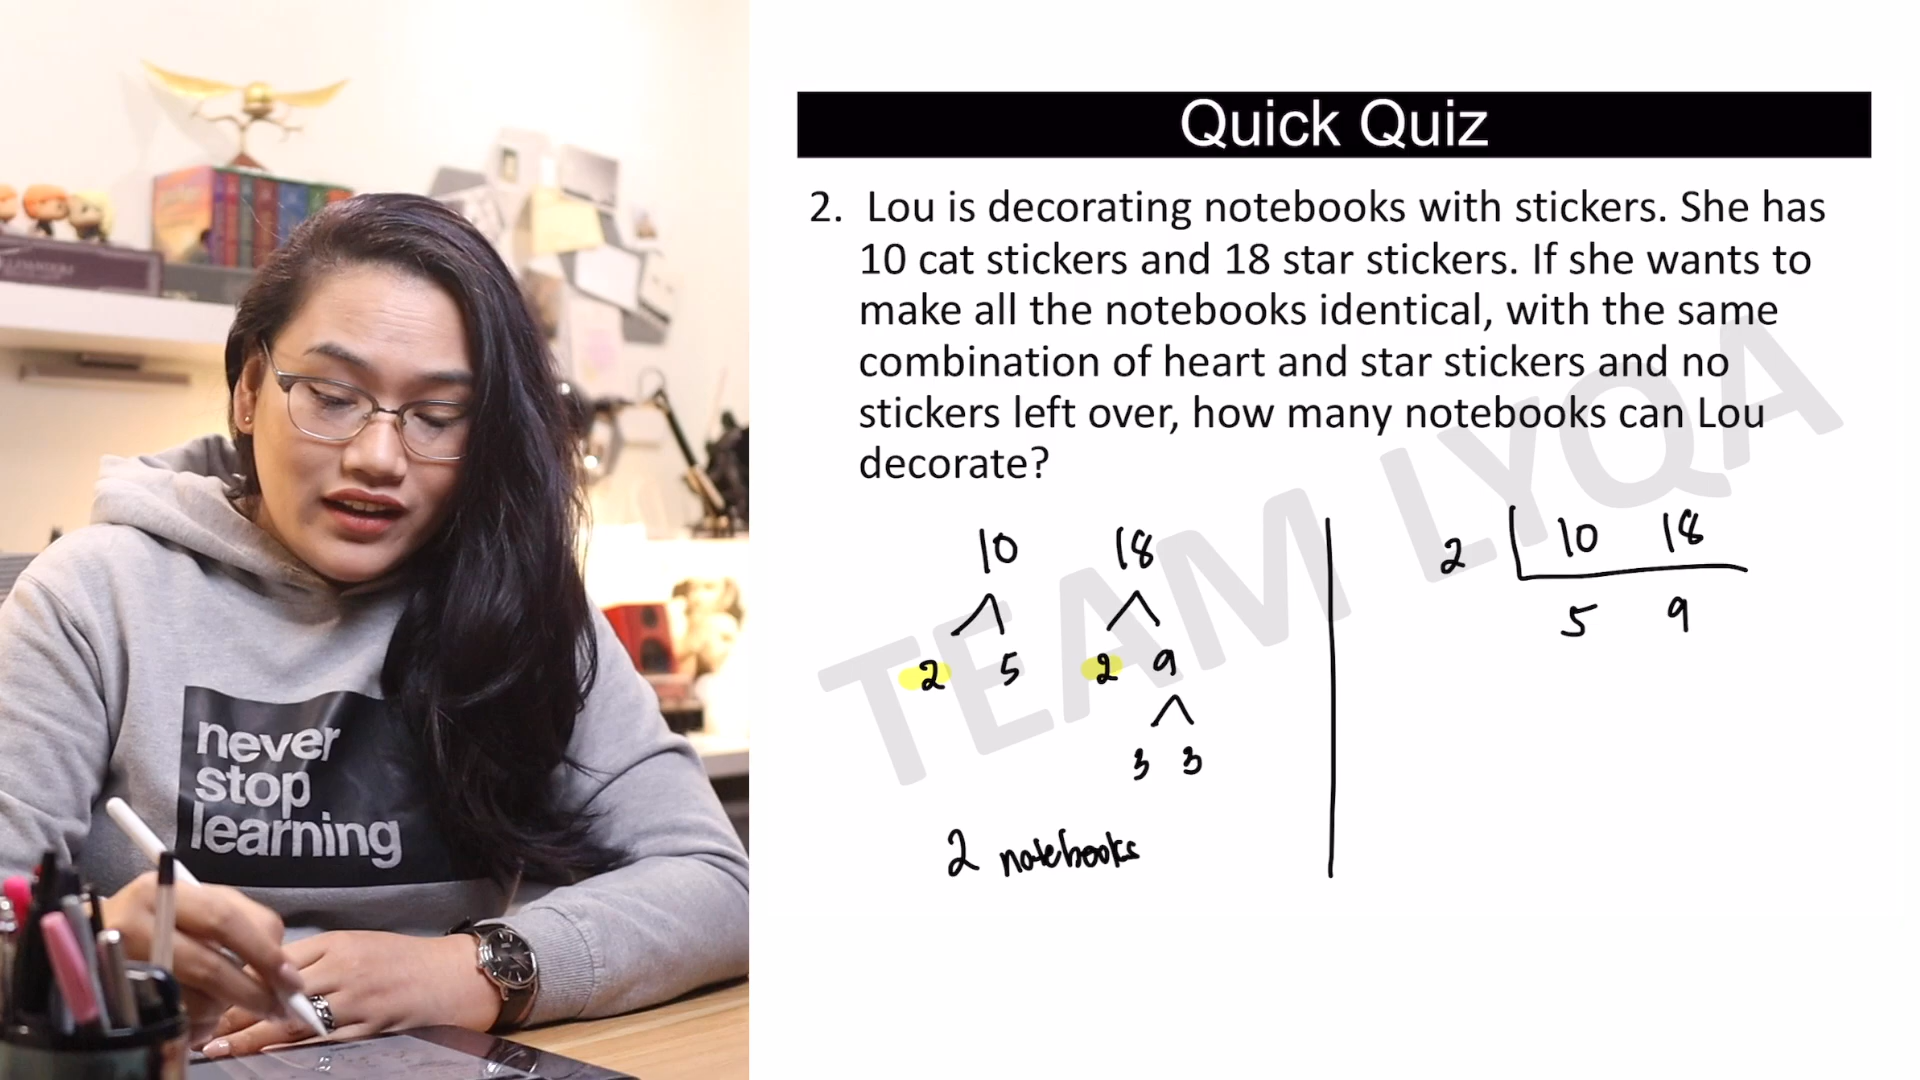 Quick Quiz
2. Lou is decorating notebooks with stickers. She has
10 cat stickers and 18 star stickers. If she wants to
make all the notebooks identical, with the same
combination of heart and star stickers and no
stickers left over, how many notebooks can Lou
decorate?
10 18
2 5 2 9
3 3
2 notebooks
2 10 18
5 9
TEAM LYQA
never
stop
learning